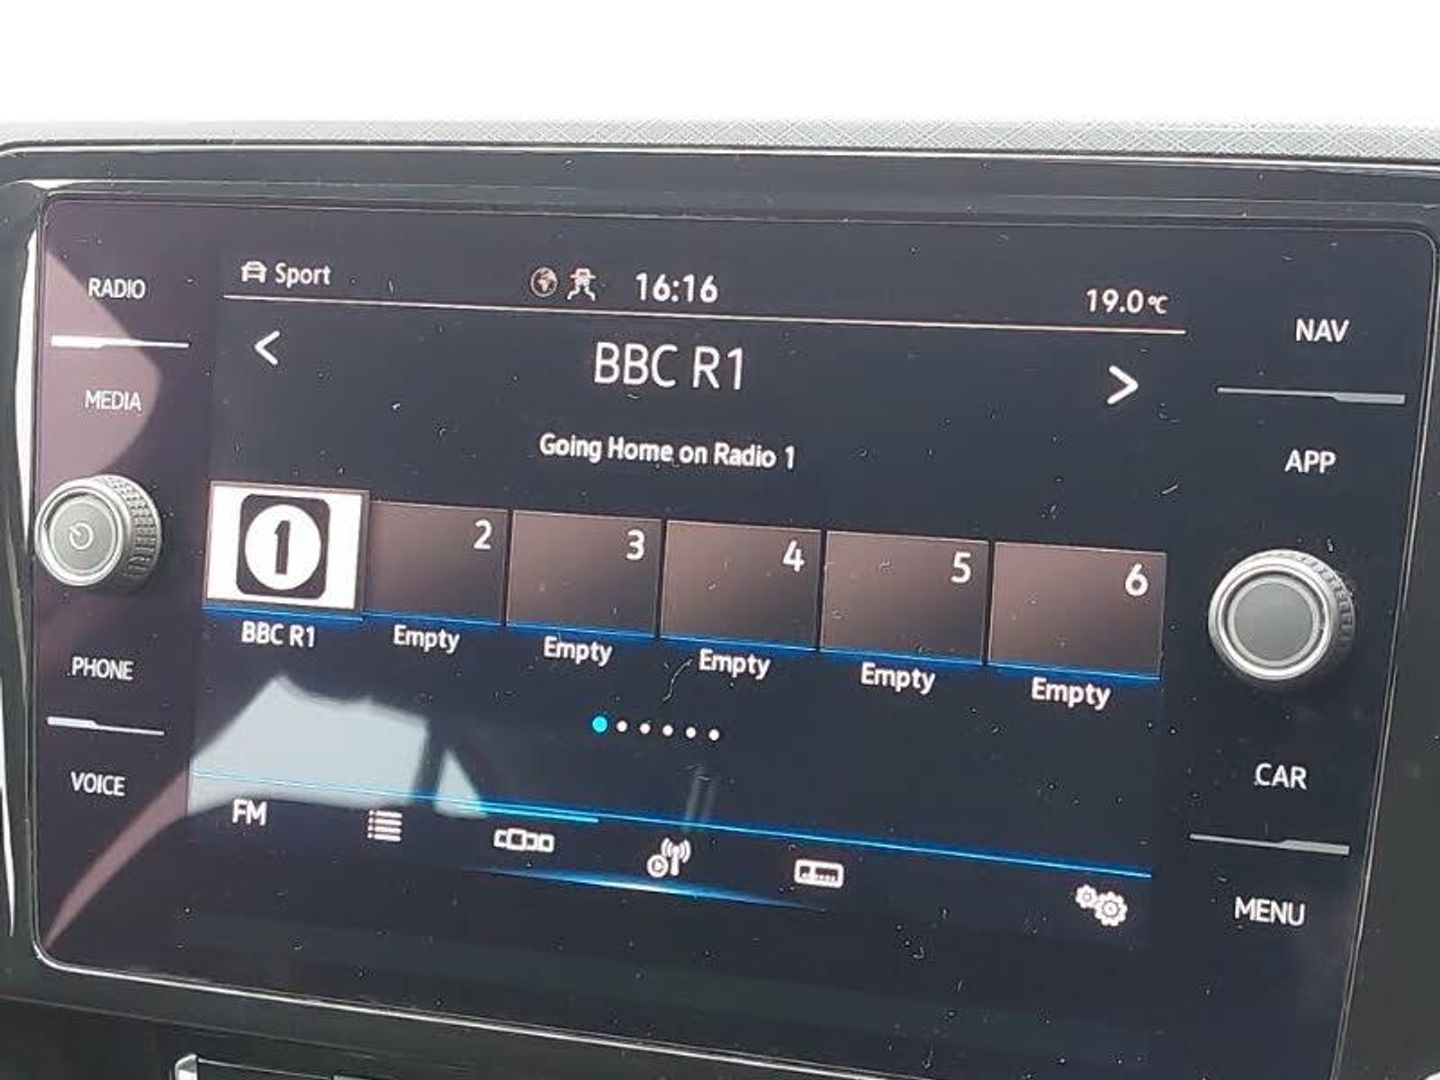 RADIO
MEDIA
PHONE
VOICE
Sport 16:16 19.0°C
< BBC R1 >
Going Home on Radio 1
1 2 3 4 5 6
BBC R1 Empty Empty Empty Empty Empty
FM
NAV
APP
CAR
MENU